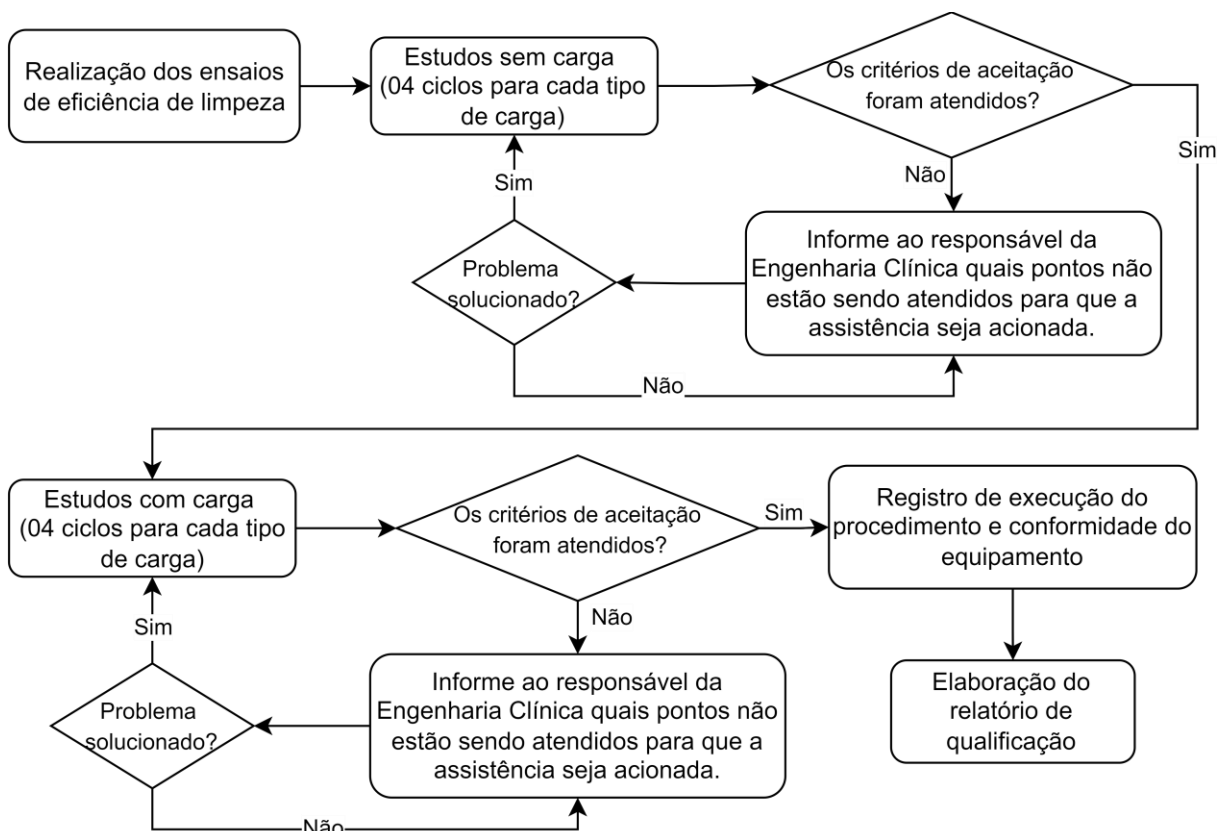 Realização dos ensaios
de eficiência de limpeza
Estudos sem carga
(04 ciclos para cada tipo
de carga)
Os critérios de aceitação
foram atendidos?
Sim
Não
Sim
Informe ao responsável da
Engenharia Clínica quais pontos não
estão sendo atendidos para que a
assistência seja acionada.
Problema
solucionado?
Não
Estudos com carga
(04 ciclos para cada tipo
de carga)
Os critérios de aceitação
foram atendidos?
Sim
Registro de execução do
procedimento e conformidade do
equipamento
Não
Sim
Informe ao responsável da
Engenharia Clínica quais pontos não
estão sendo atendidos para que a
assistência seja acionada.
Problema
solucionado?
Elaboração do
relatório de
qualificação
Não